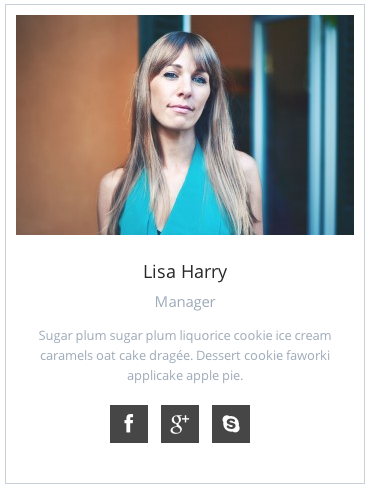 Lisa Harry
Manager
Sugar plum sugar plum liquorice cookie ice cream
caramels oat cake dragée. Dessert cookie faworki
applicake apple pie.
f g+ S